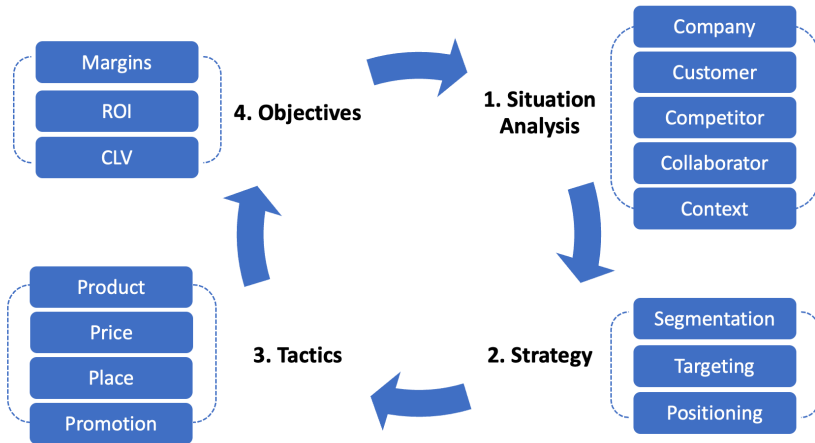 Margins
ROI
CLV
4. Objectives
1. Situation
Analysis
Company
Customer
Competitor
Collaborator
Context
Product
Price
Place
Promotion
3. Tactics
2. Strategy
Segmentation
Targeting
Positioning